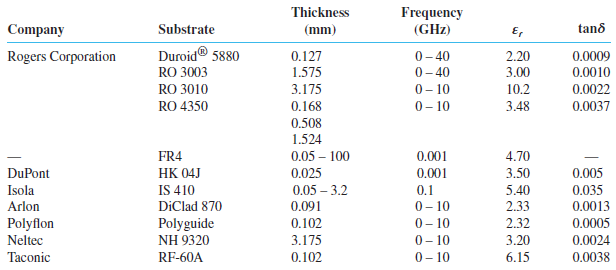 Thickness Frequency
Company Substrate (mm) (GHz) εr tanδ
Rogers Corporation Duroid® 5880 0.127 0 – 40 2.20 0.0009
RO 3003 1.575 0 – 40 3.00 0.0010
RO 3010 3.175 0 – 10 10.2 0.0022
RO 4350 0.168 0 – 10 3.48 0.0037
0.508
1.524
— FR4 0.05 – 100 0.001 4.70 —
DuPont HK 04J 0.025 0.001 3.50 0.005
Isola IS 410 0.05 – 3.2 0.1 5.40 0.035
Arlon DiClad 870 0.091 0 – 10 2.33 0.0013
Polyflon Polyguide 0.102 0 – 10 2.32 0.0005
Neltec NH 9320 3.175 0 – 10 3.20 0.0024
Taconic RF-60A 0.102 0 – 10 6.15 0.0038